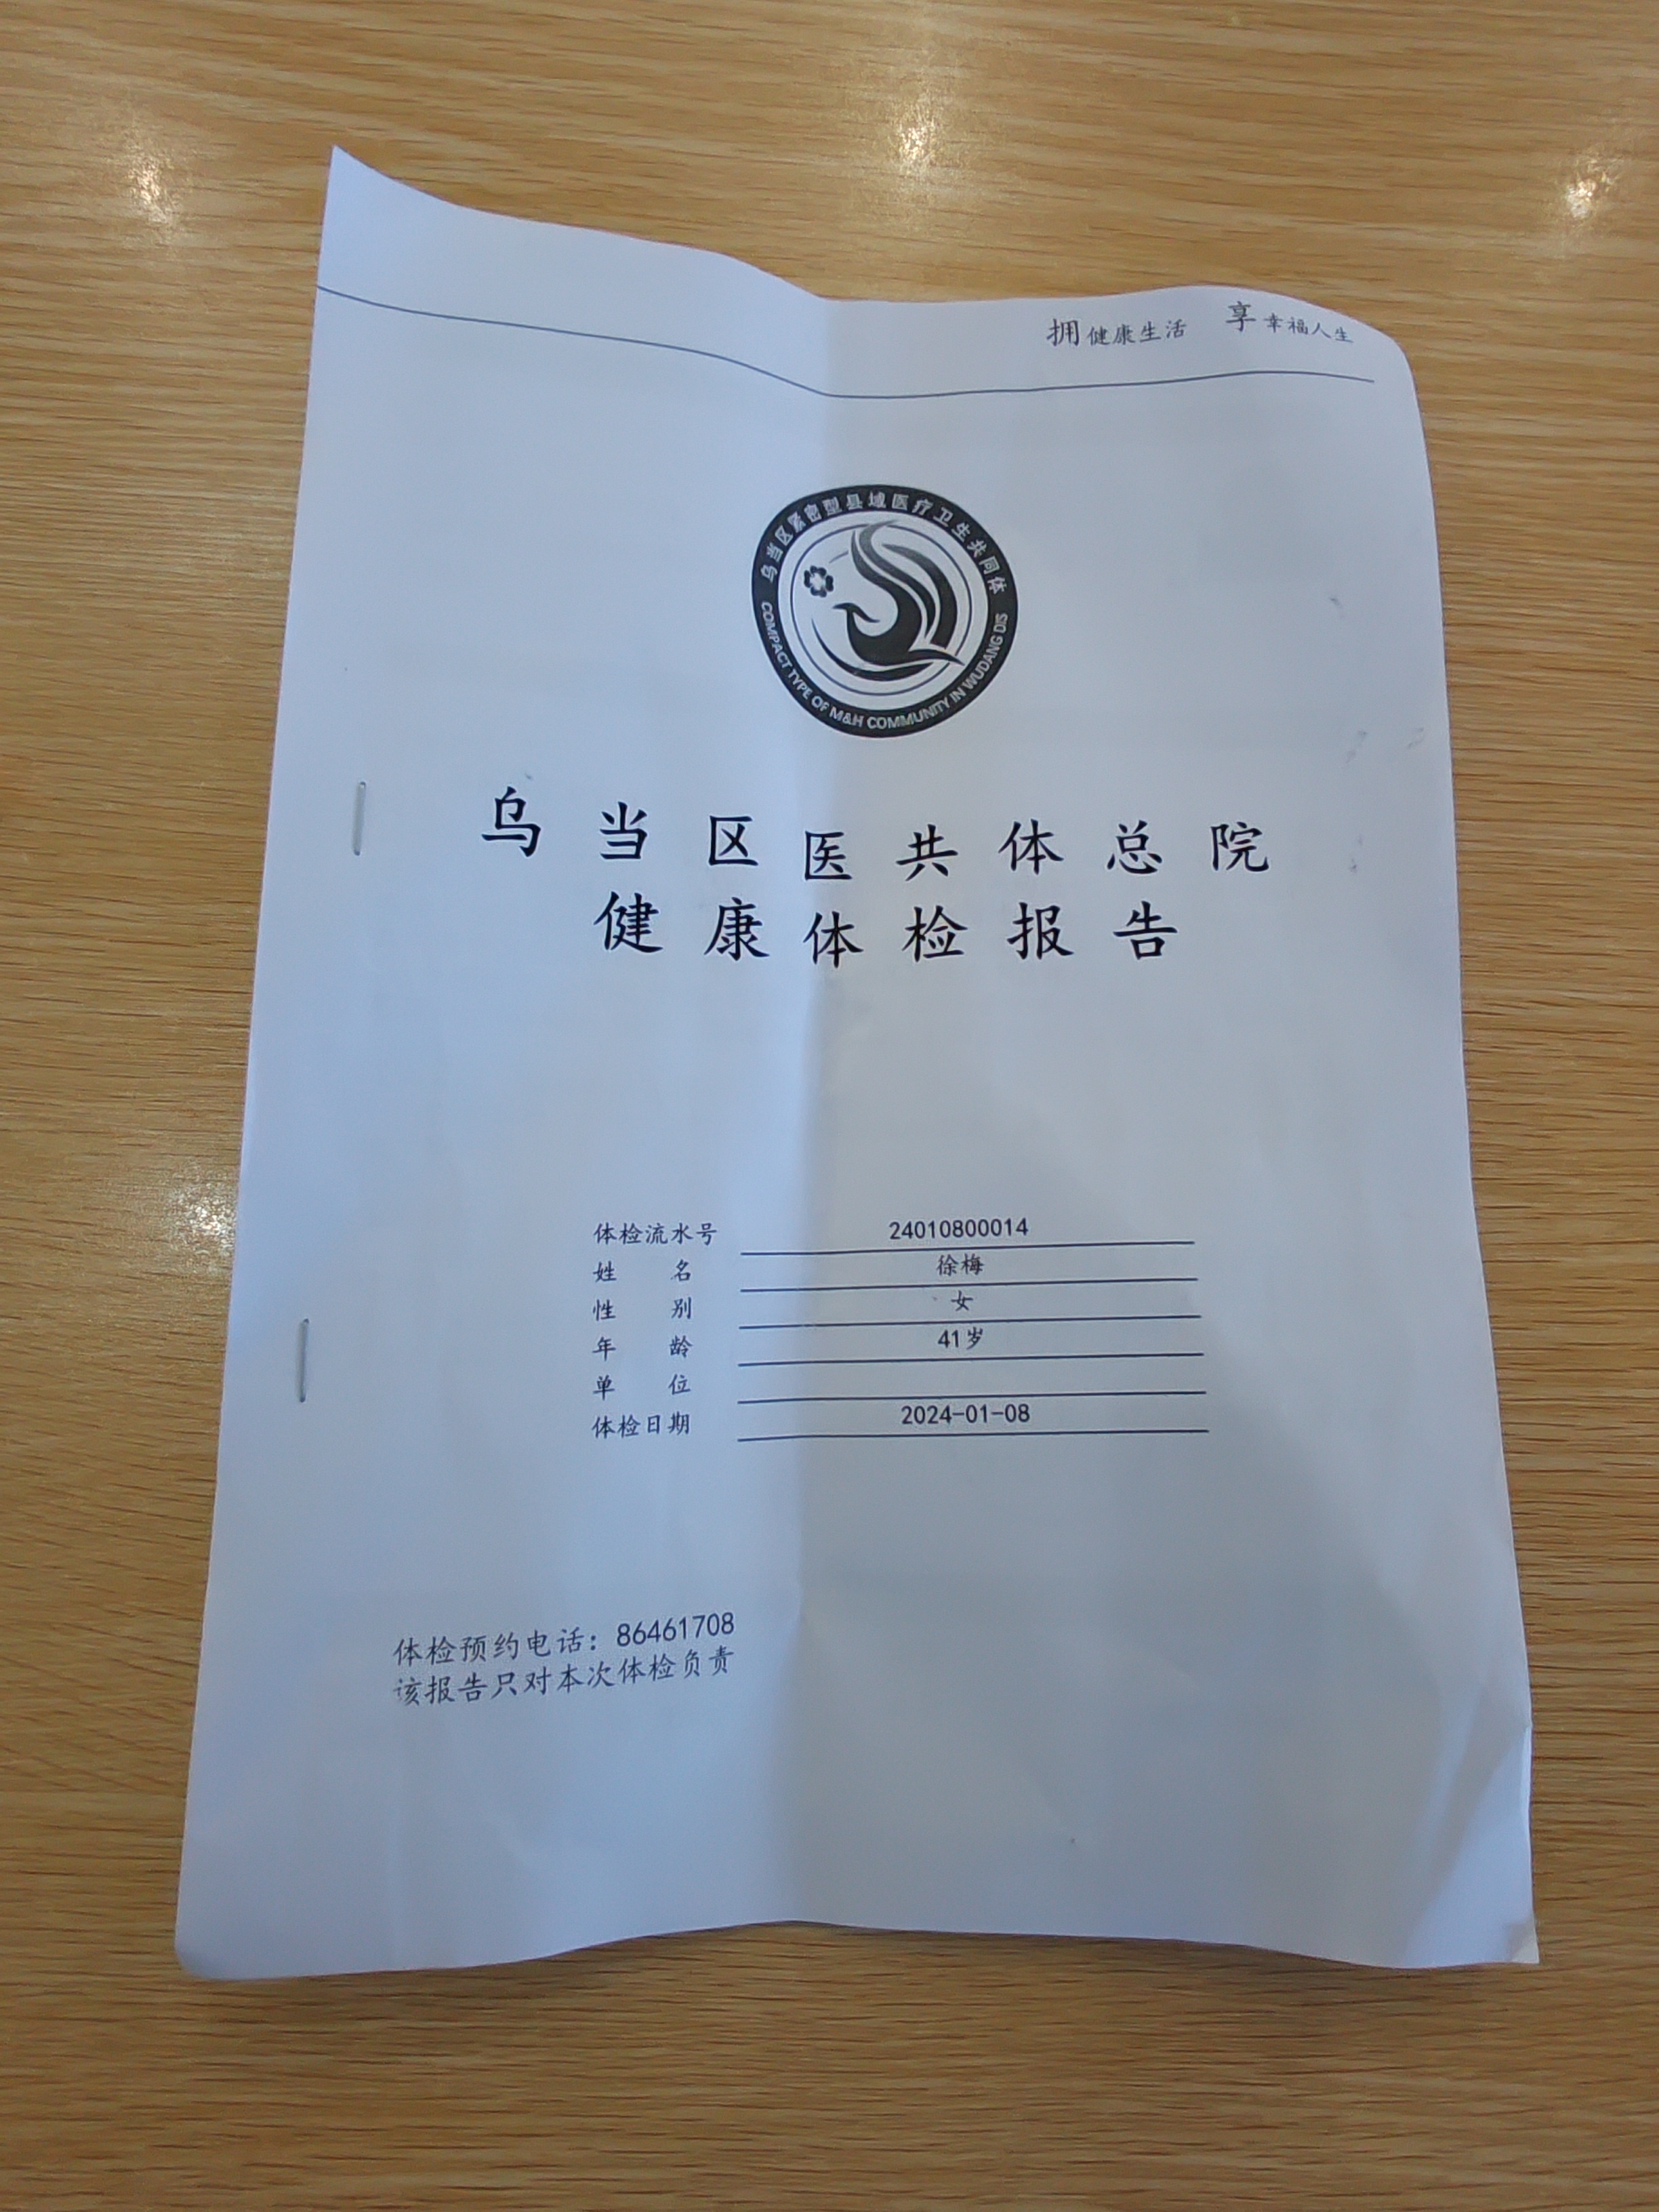 拥健康生活 享幸福人生
乌当区紧密型县域医疗卫生共同体
COMPACT TYPE OF M&H COMMUNITY IN WUDANG DIS
乌当区医共体总院
健康体检报告
体检流水号 24010800014
姓名 徐梅
性别 女
年龄 41岁
单位
体检日期 2024-01-08
体检预约电话：86461708
该报告只对本次体检负责